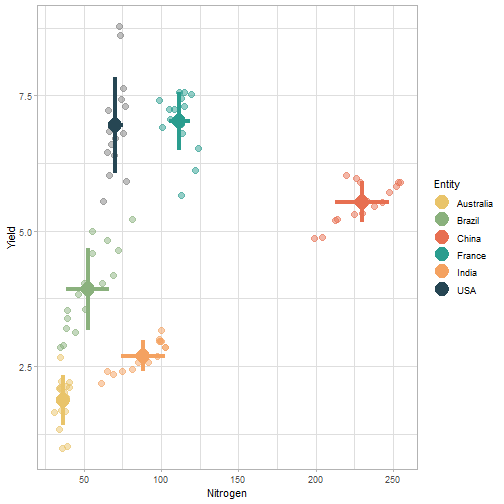 Yield
7.5
5.0
2.5
50
100
150
200
250
Nitrogen
Entity
Australia
Brazil
China
France
India
USA